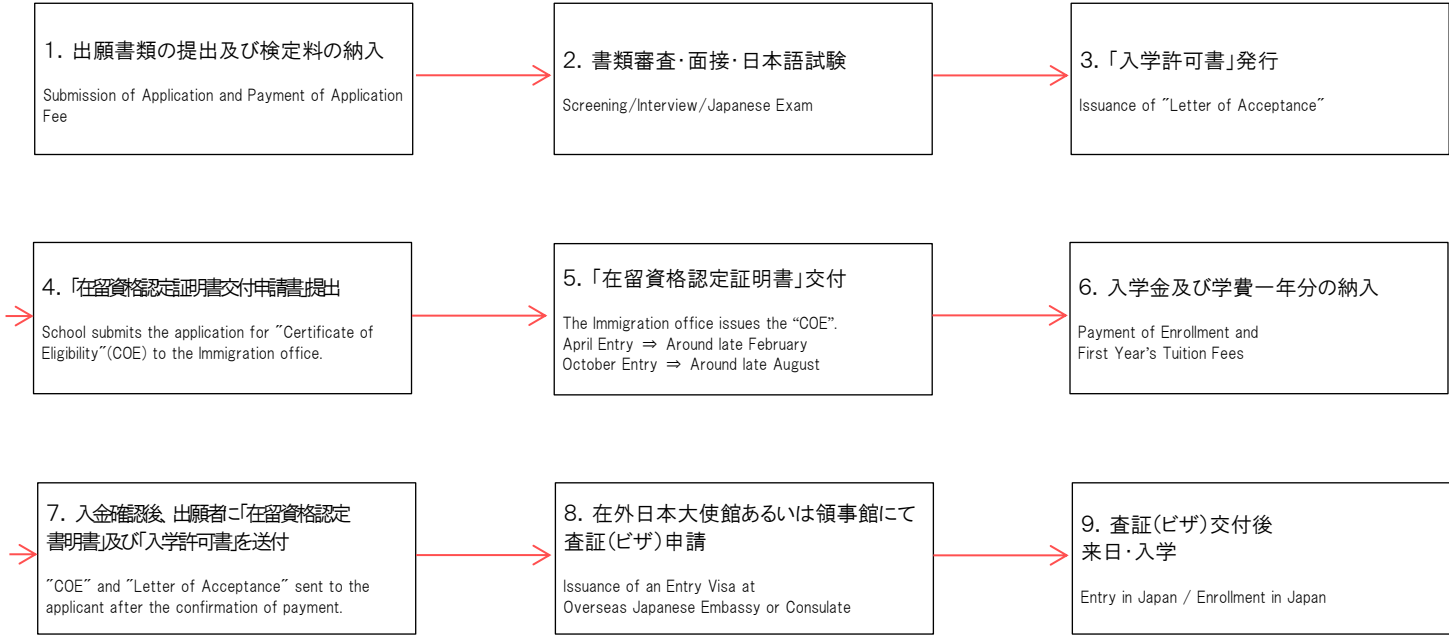 1. 出願書類の提出及び検定料の納入
Submission of Application and Payment of Application
Fee
2. 書類審査・面接・日本語試験
Screening/Interview/Japanese Exam
3.「入学許可書」発行
Issuance of ″Letter of Acceptance″
4.「在留資格認定証明書交付申請書」提出
School submits the application for ″Certificate of
Eligibility″(COE) to the Immigration office.
5.「在留資格認定証明書」交付
The Immigration office issues the “COE”.
April Entry ⇒ Around late February
October Entry ⇒ Around late August
6. 入学金及び学費一年分の納入
Payment of Enrollment and
First Year’s Tuition Fees
7. 入金確認後、出願者に「在留資格認定
書明書」及び「入学許可書」を送付
″COE″ and ″Letter of Acceptance″ sent to the
applicant after the confirmation of payment.
8. 在外日本大使館あるいは領事館にて
査証(ビザ)申請
Issuance of an Entry Visa at
Overseas Japanese Embassy or Consulate
9. 査証(ビザ)交付後
来日・入学
Entry in Japan / Enrollment in Japan